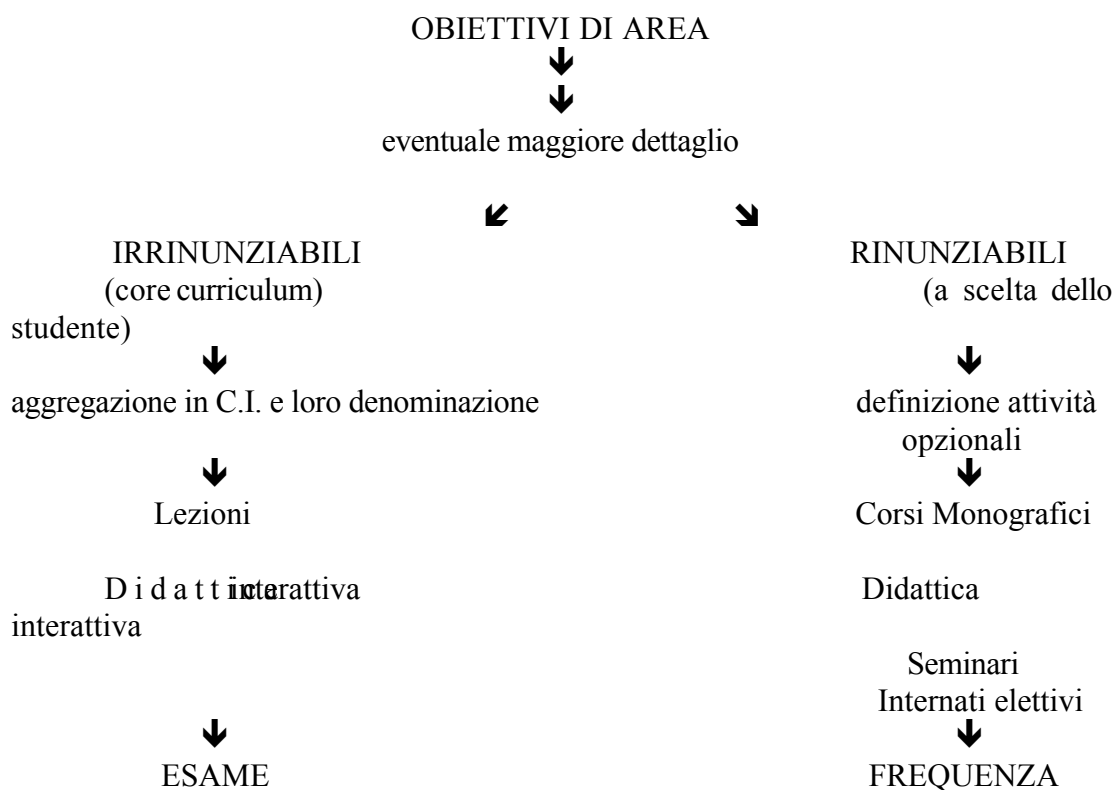 OBIETTIVI DI AREA
eventuale maggiore dettaglio
IRRINUNZIABILI RINUNZIABILI
(core curriculum) (a scelta dello
studente)
aggregazione in C.I. e loro denominazione definizione attività
opzionali
Lezioni Corsi Monografici
Didattica interattiva Didattica
interattiva
Seminari
Internati elettivi
ESAME FREQUENZA